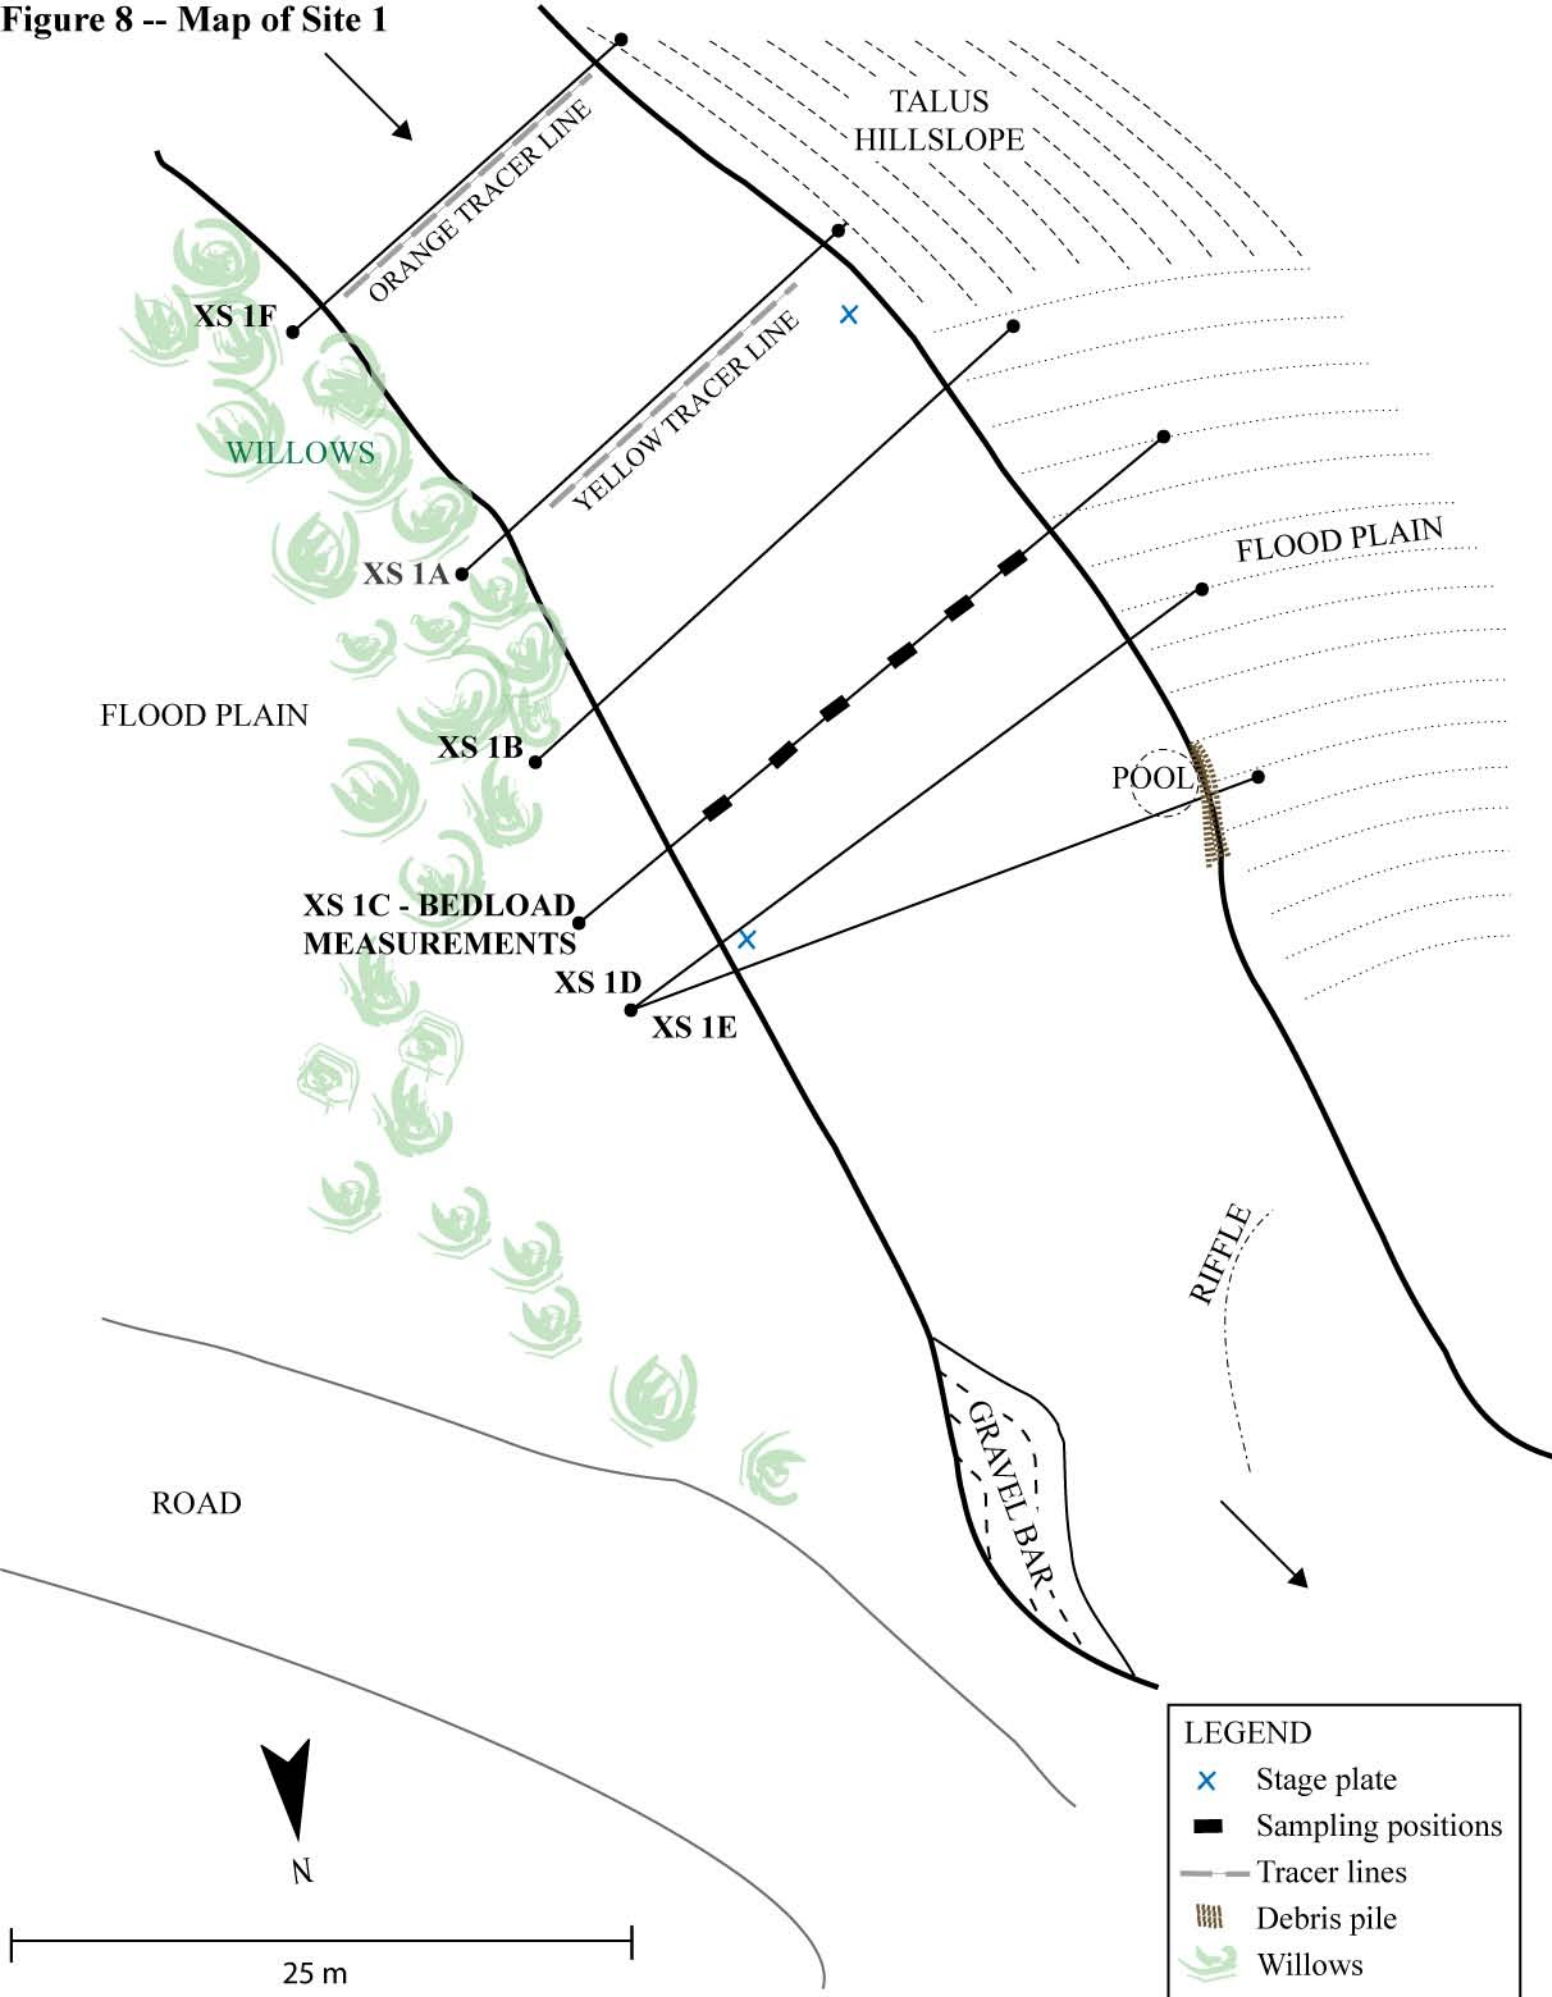 Figure 8 -- Map of Site 1
TALUS
HILLSLOPE
ORANGE TRACER LINE
XS 1F
YELLOW TRACER LINE
WILLOWS
FLOOD PLAIN
XS 1A
FLOOD PLAIN
XS 1B
POOL
XS 1C - BEDLOAD
MEASUREMENTS
XS 1D
XS 1E
RIFFLE
GRAVEL BAR
ROAD
N
25 m
LEGEND
Stage plate
Sampling positions
Tracer lines
Debris pile
Willows